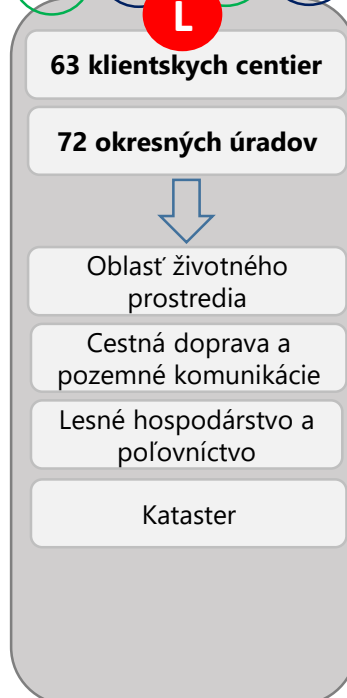 L
63 klientskych centier
72 okresných úradov
Oblasť životného
prostredia
Cestná doprava a
pozemné komunikácie
Lesné hospodárstvo a
poľovníctvo
Kataster